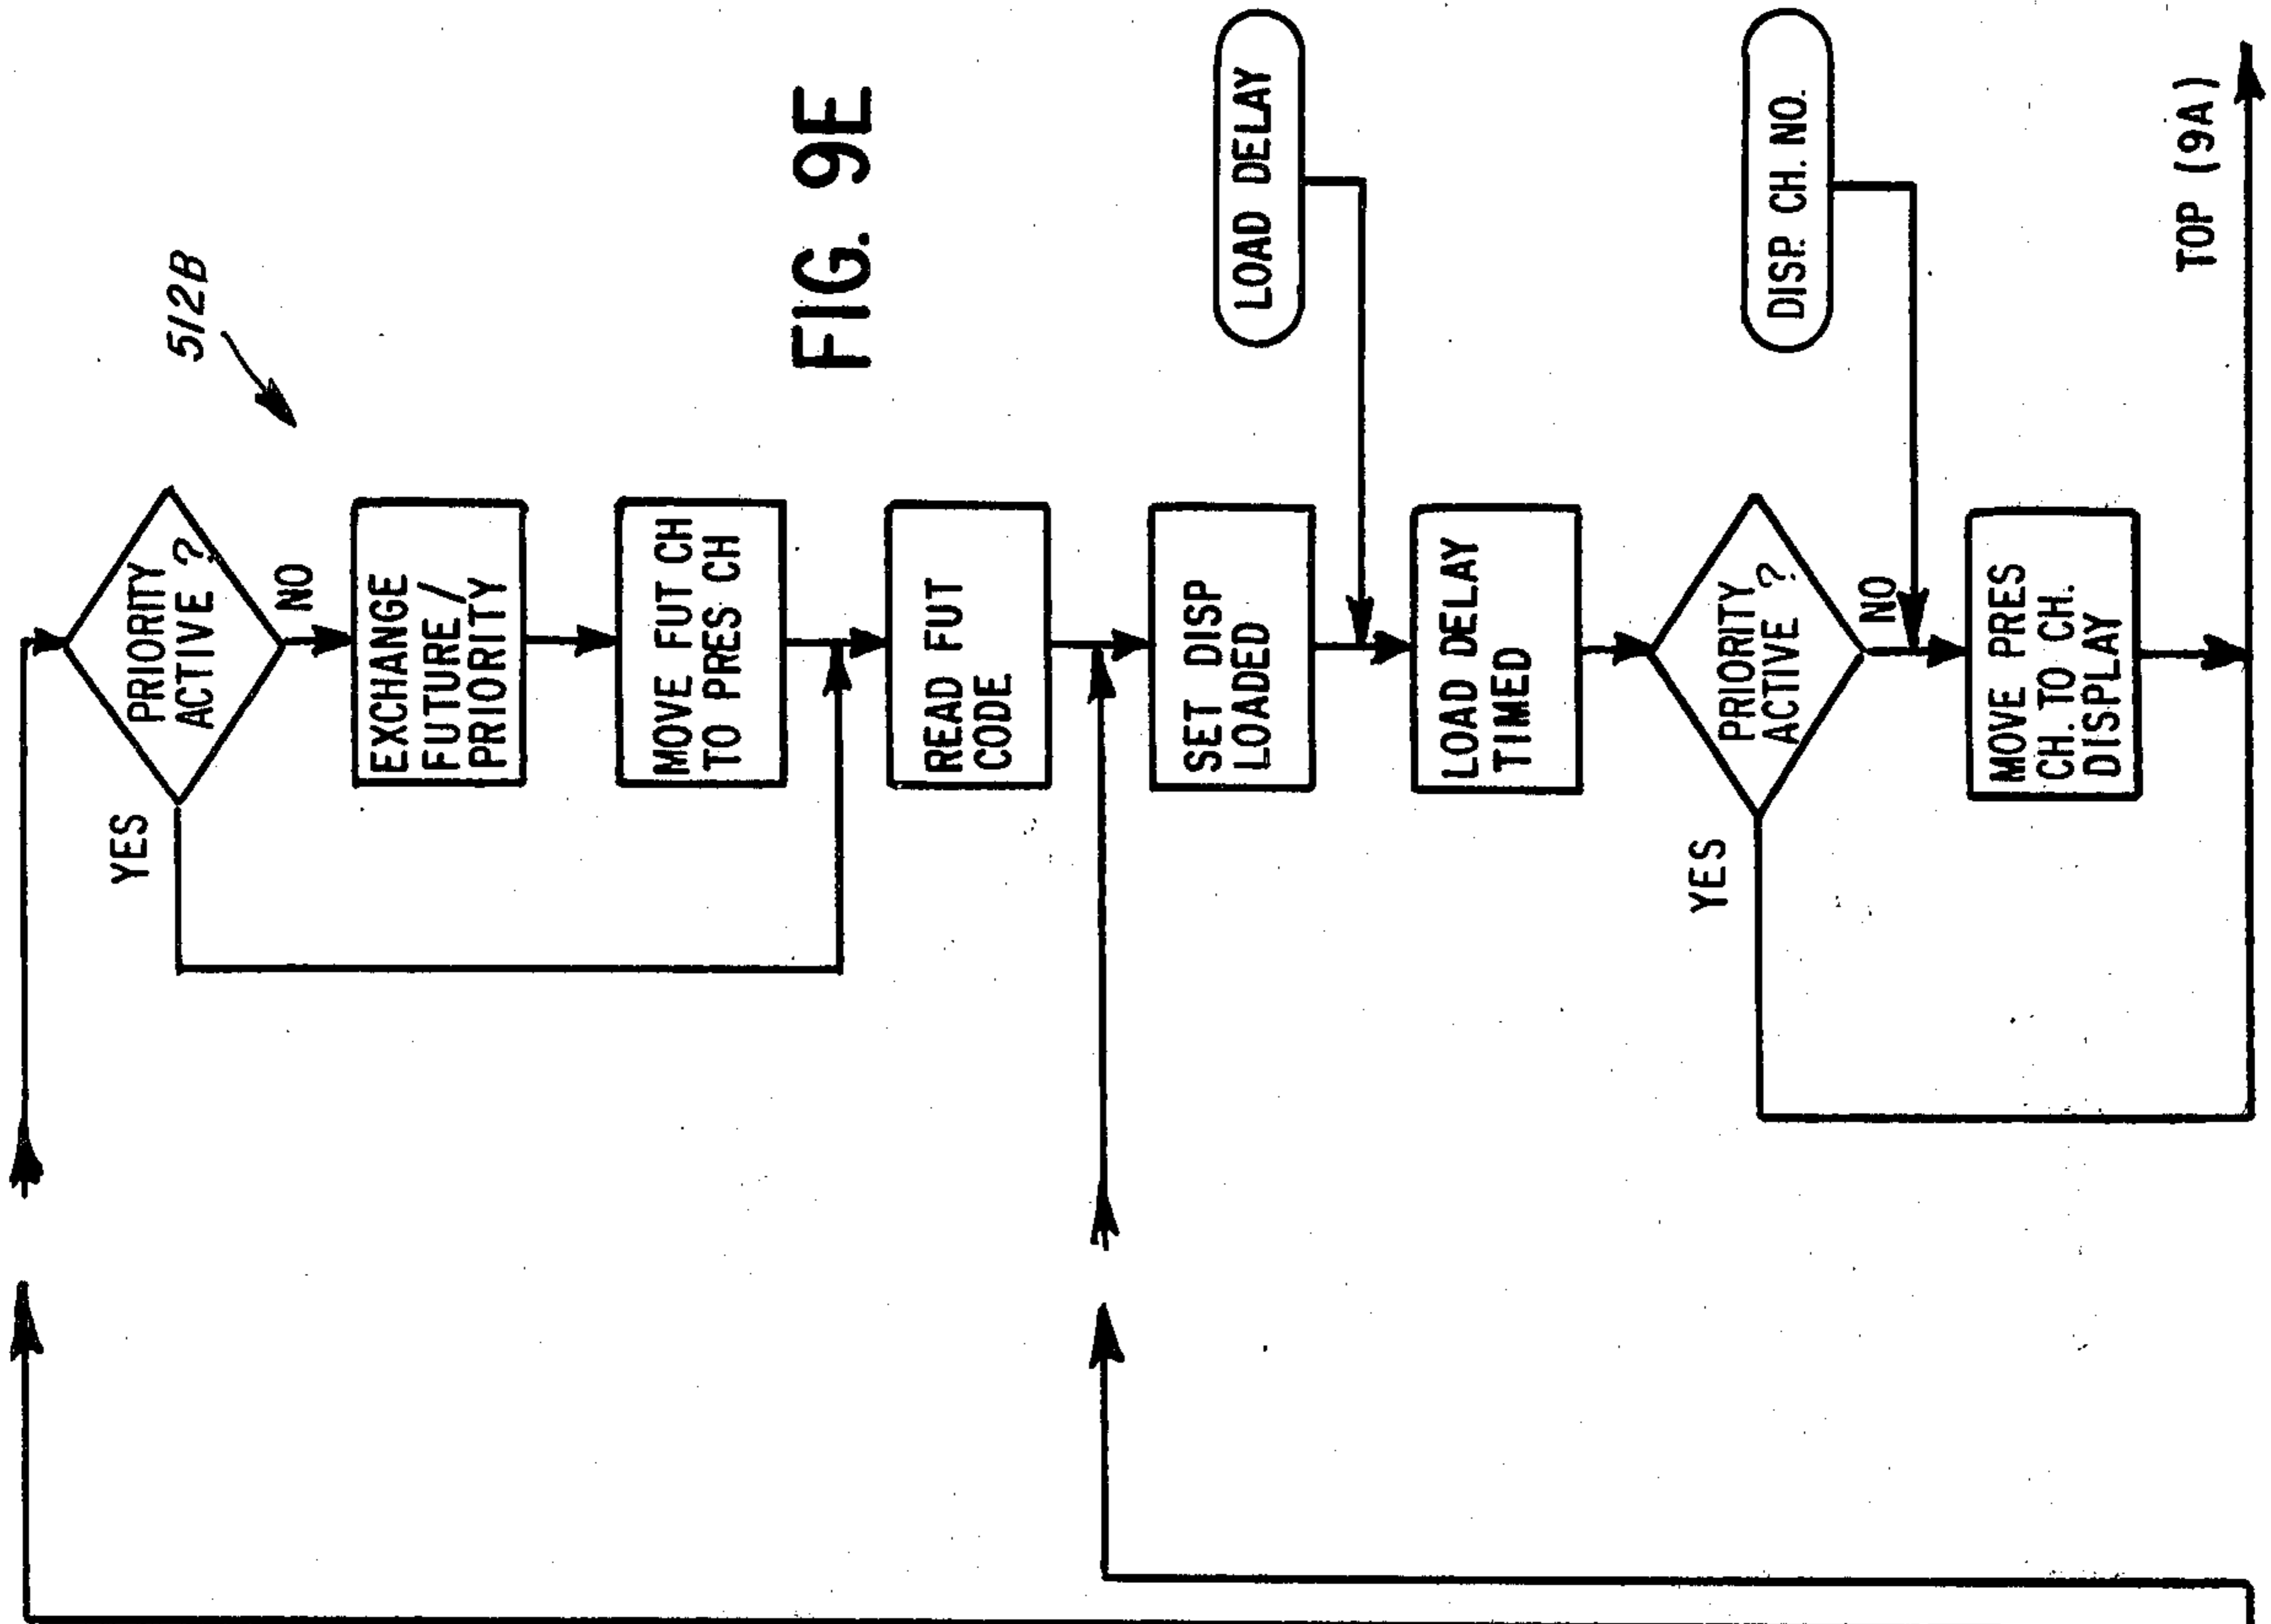 512B
PRIORITY
ACTIVE ?
YES
NO
EXCHANGE
FUTURE /
PRIORITY
MOVE FUT CH
TO PRES CH
FIG. 9E
READ FUT
CODE
SET DISP
LOADED
LOAD DELAY
LOAD DELAY
TIMED
PRIORITY
ACTIVE ?
YES
NO
DISP. CH. NO.
MOVE PRES
CH. TO CH.
DISPLAY
TOP (9A)